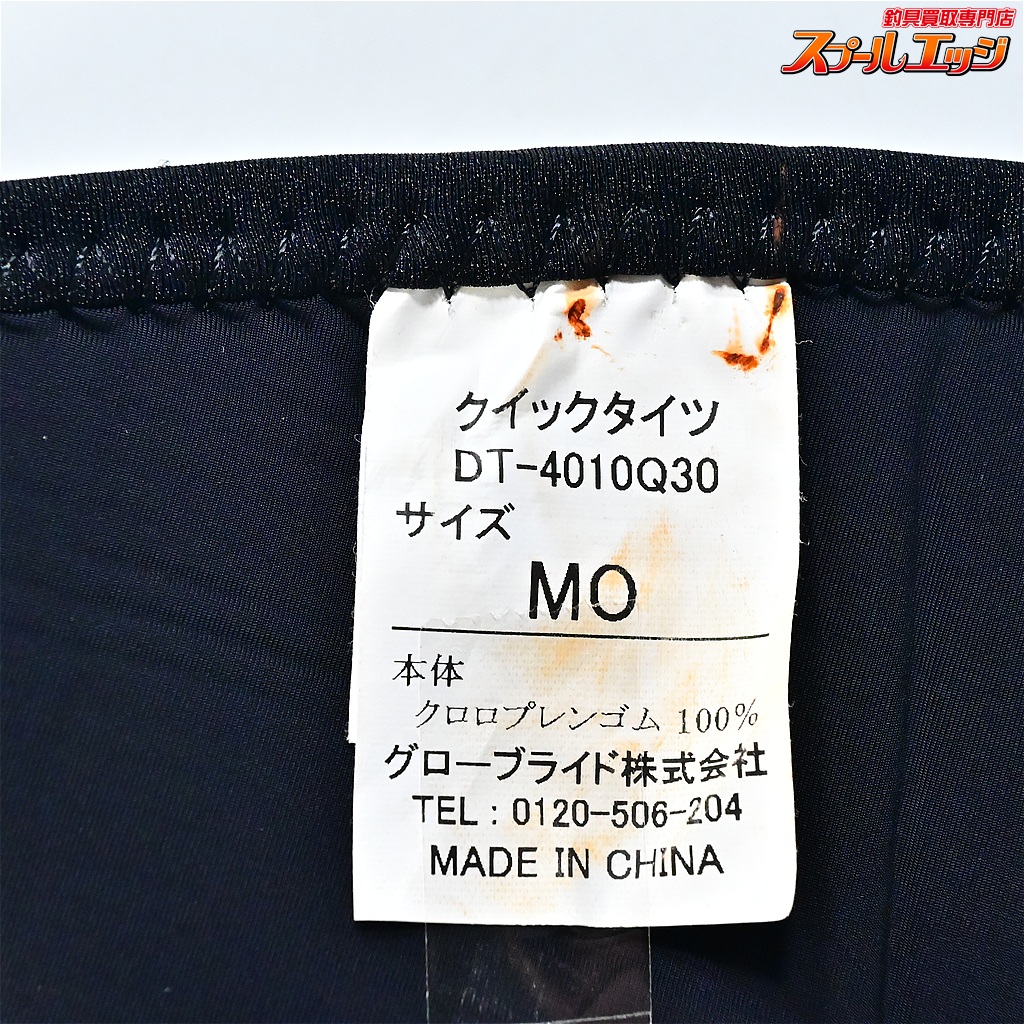 釣具買取専門店
スプールエッジ
クイックタイツ
DT-4010Q30
サイズ
MO
本体
クロロプレンゴム 100%
グローブライド株式会社
TEL : 0120-506-204
MADE IN CHINA